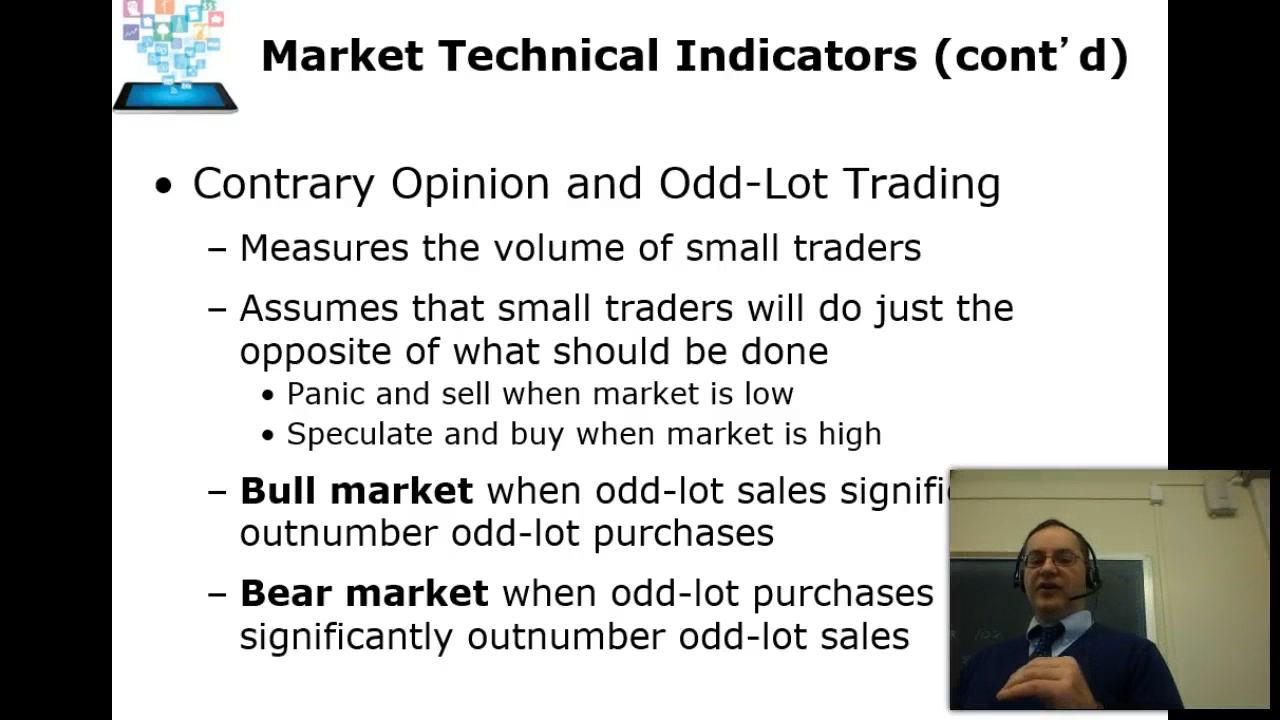 Market Technical Indicators (cont’d)
• Contrary Opinion and Odd-Lot Trading
– Measures the volume of small traders
– Assumes that small traders will do just the
opposite of what should be done
• Panic and sell when market is low
• Speculate and buy when market is high
– Bull market when odd-lot sales
outnumber odd-lot purchases
– Bear market when odd-lot purchases
significantly outnumber odd-lot sales